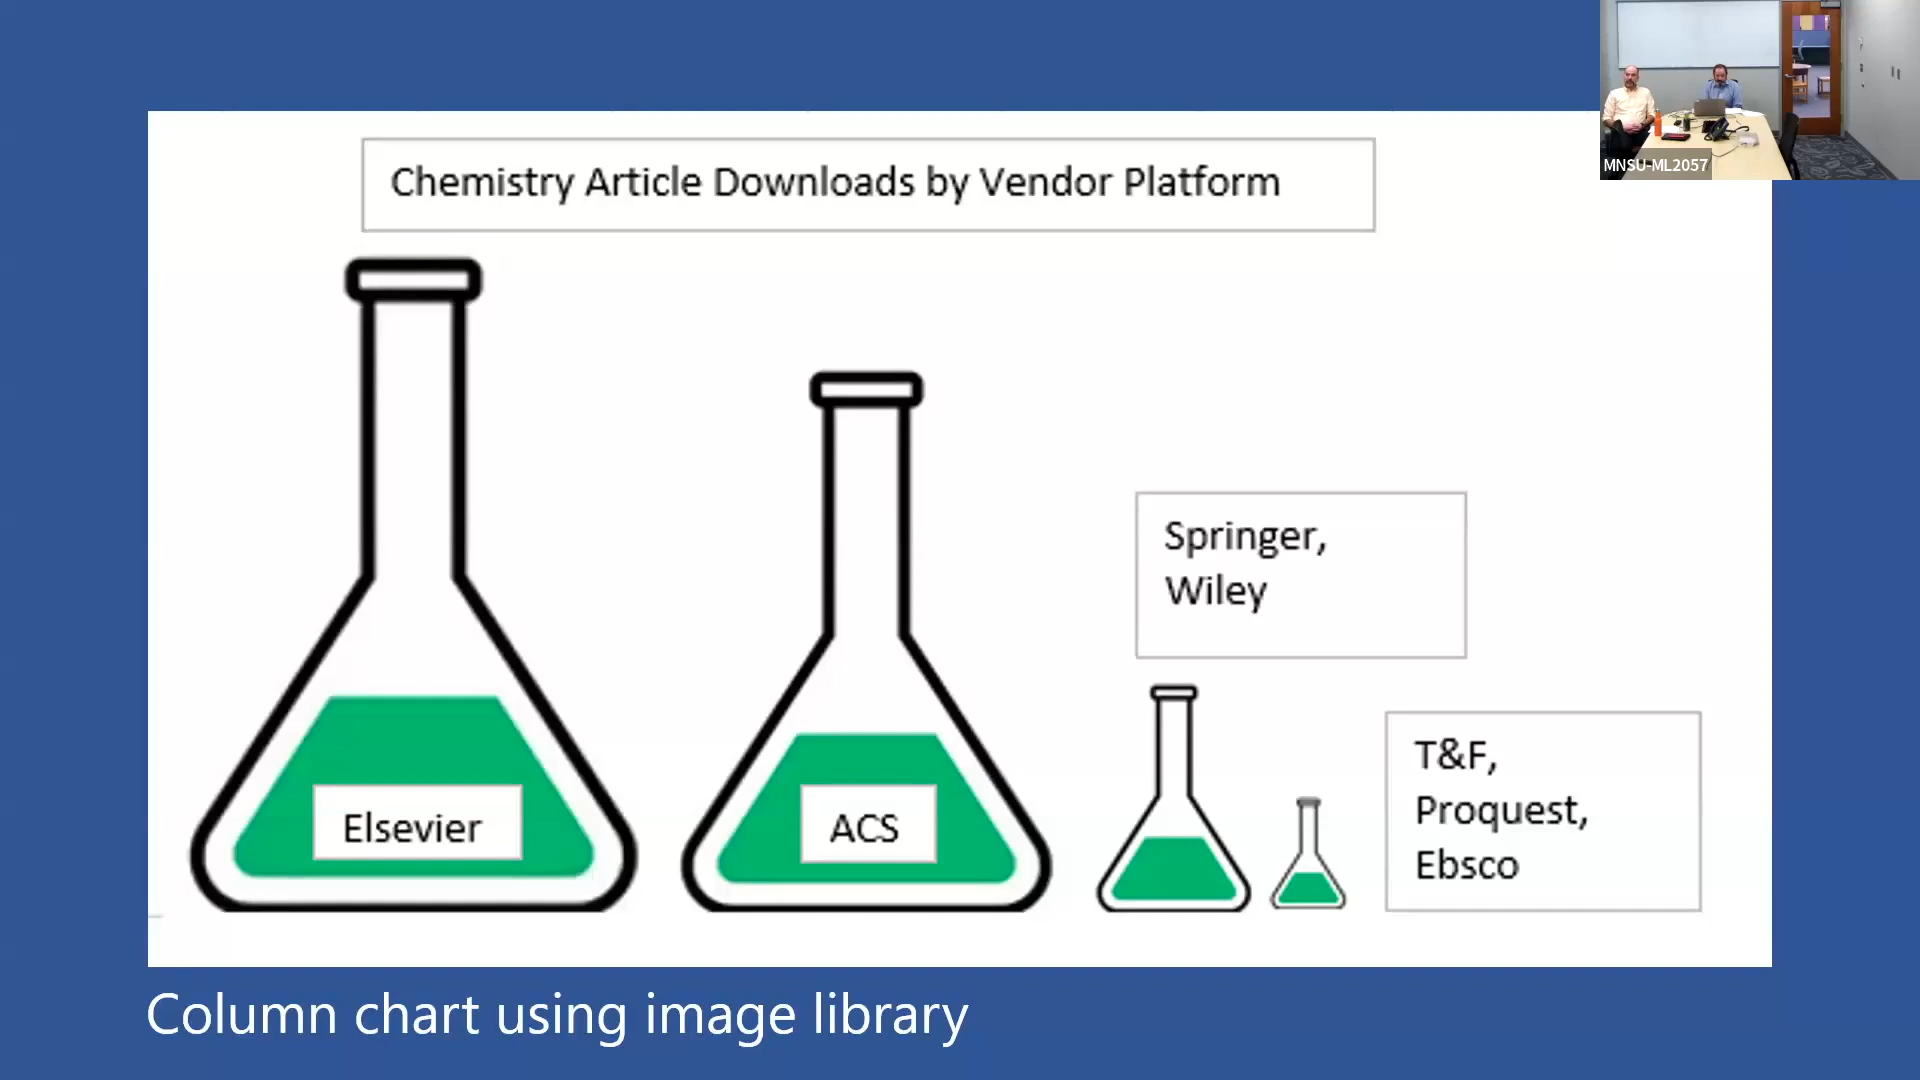 MNSU-ML2057
Chemistry Article Downloads by Vendor Platform
Springer,
Wiley
T&F,
Proquest,
Ebsco
Elsevier
ACS
Column chart using image library